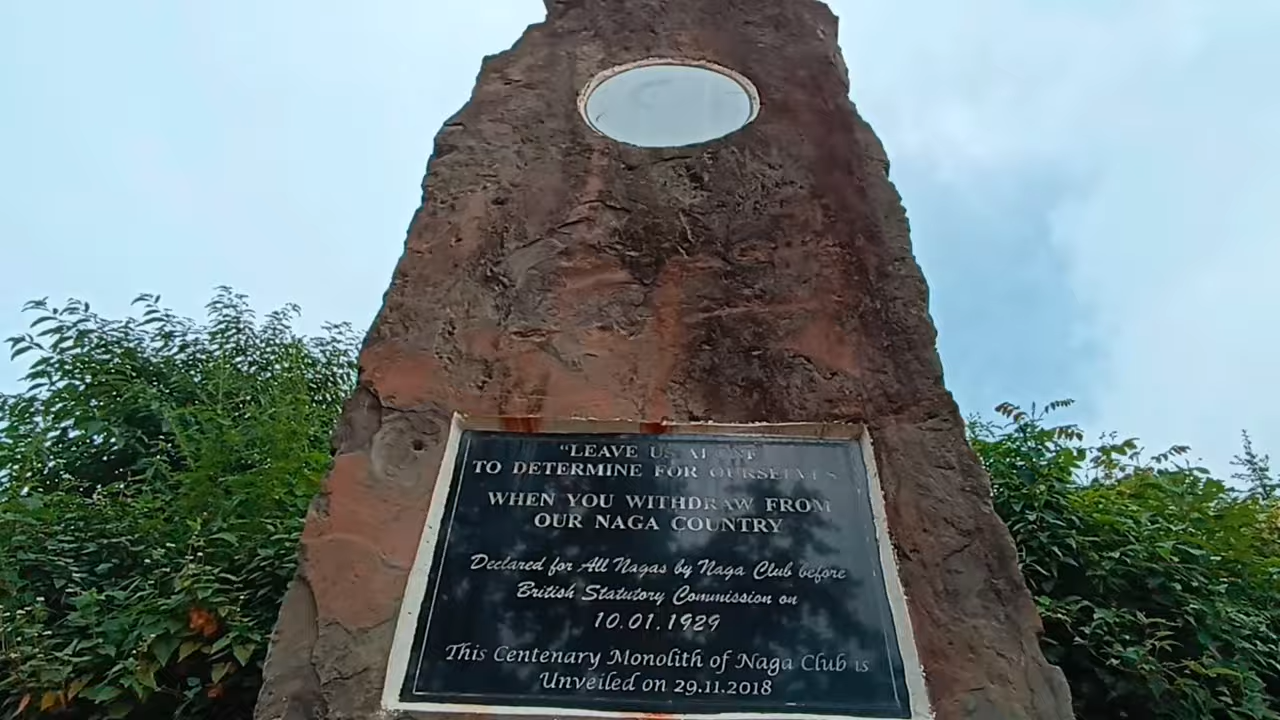 "LEAVE US ALONE
TO DETERMINE FOR OURSELVES
WHEN YOU WITHDRAW FROM
OUR NAGA COUNTRY
Declared for All Nagas by Naga Club before
British Statutory Commission on
10.01.1929
This Centenary Monolith of Naga Club is
Unveiled on 29.11.2018